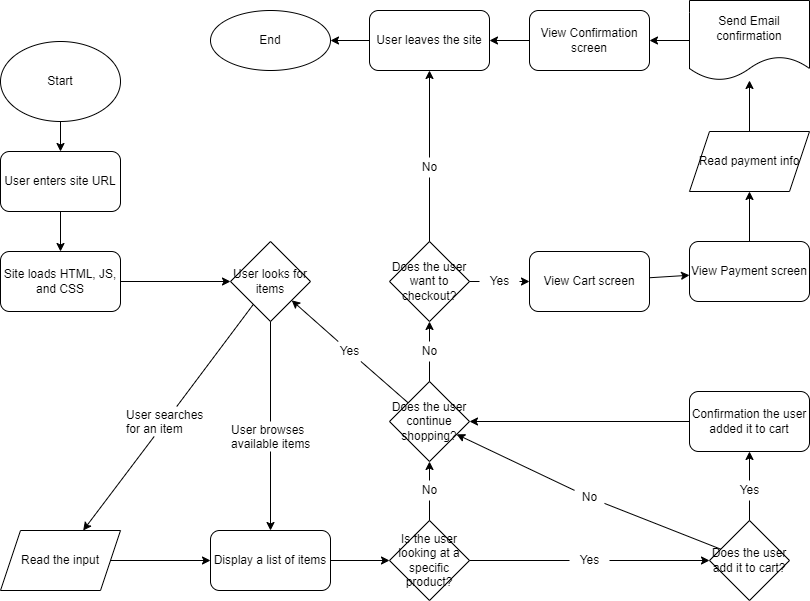 Start
User enters site URL
Site loads HTML, JS,
and CSS
User looks for
items
User searches
for an item
User browses
available items
Read the input
Display a list of items
Is the user
looking at a
specific
product?
No
Yes
Does the user
add it to cart?
No
Yes
Confirmation the user
added it to cart
Does the user
continue
shopping?
Yes
No
Does the user
want to
checkout?
Yes
No
View Cart screen
View Payment screen
Read payment info
Send Email
confirmation
View Confirmation
screen
User leaves the site
End